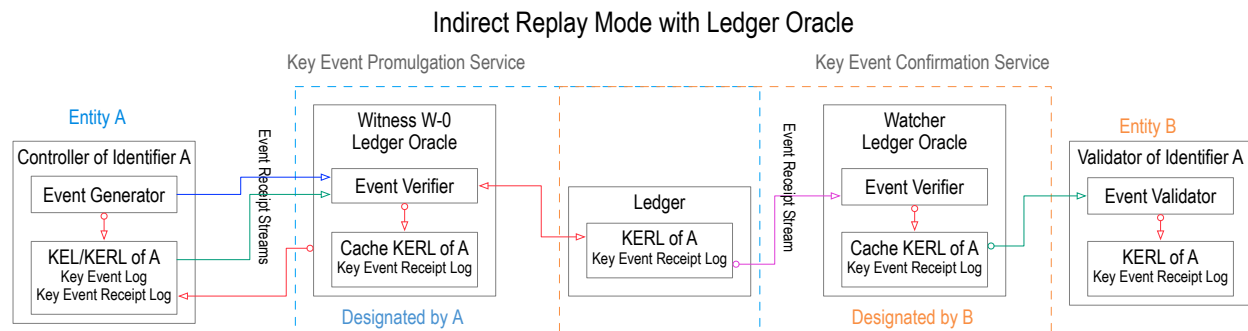 Indirect Replay Mode with Ledger Oracle
Key Event Promulgation Service
Key Event Confirmation Service
Entity A
Controller of Identifier A
Event Generator
KEL/KERL of A
Key Event Log
Key Event Receipt Log
Event Receipt Streams
Witness W-0
Ledger Oracle
Event Verifier
Cache KERL of A
Key Event Receipt Log
Designated by A
Ledger
KERL of A
Key Event Receipt Log
Event Receipt Stream
Watcher
Ledger Oracle
Event Verifier
Cache KERL of A
Key Event Receipt Log
Designated by B
Entity B
Validator of Identifier A
Event Validator
KERL of A
Key Event Receipt Log